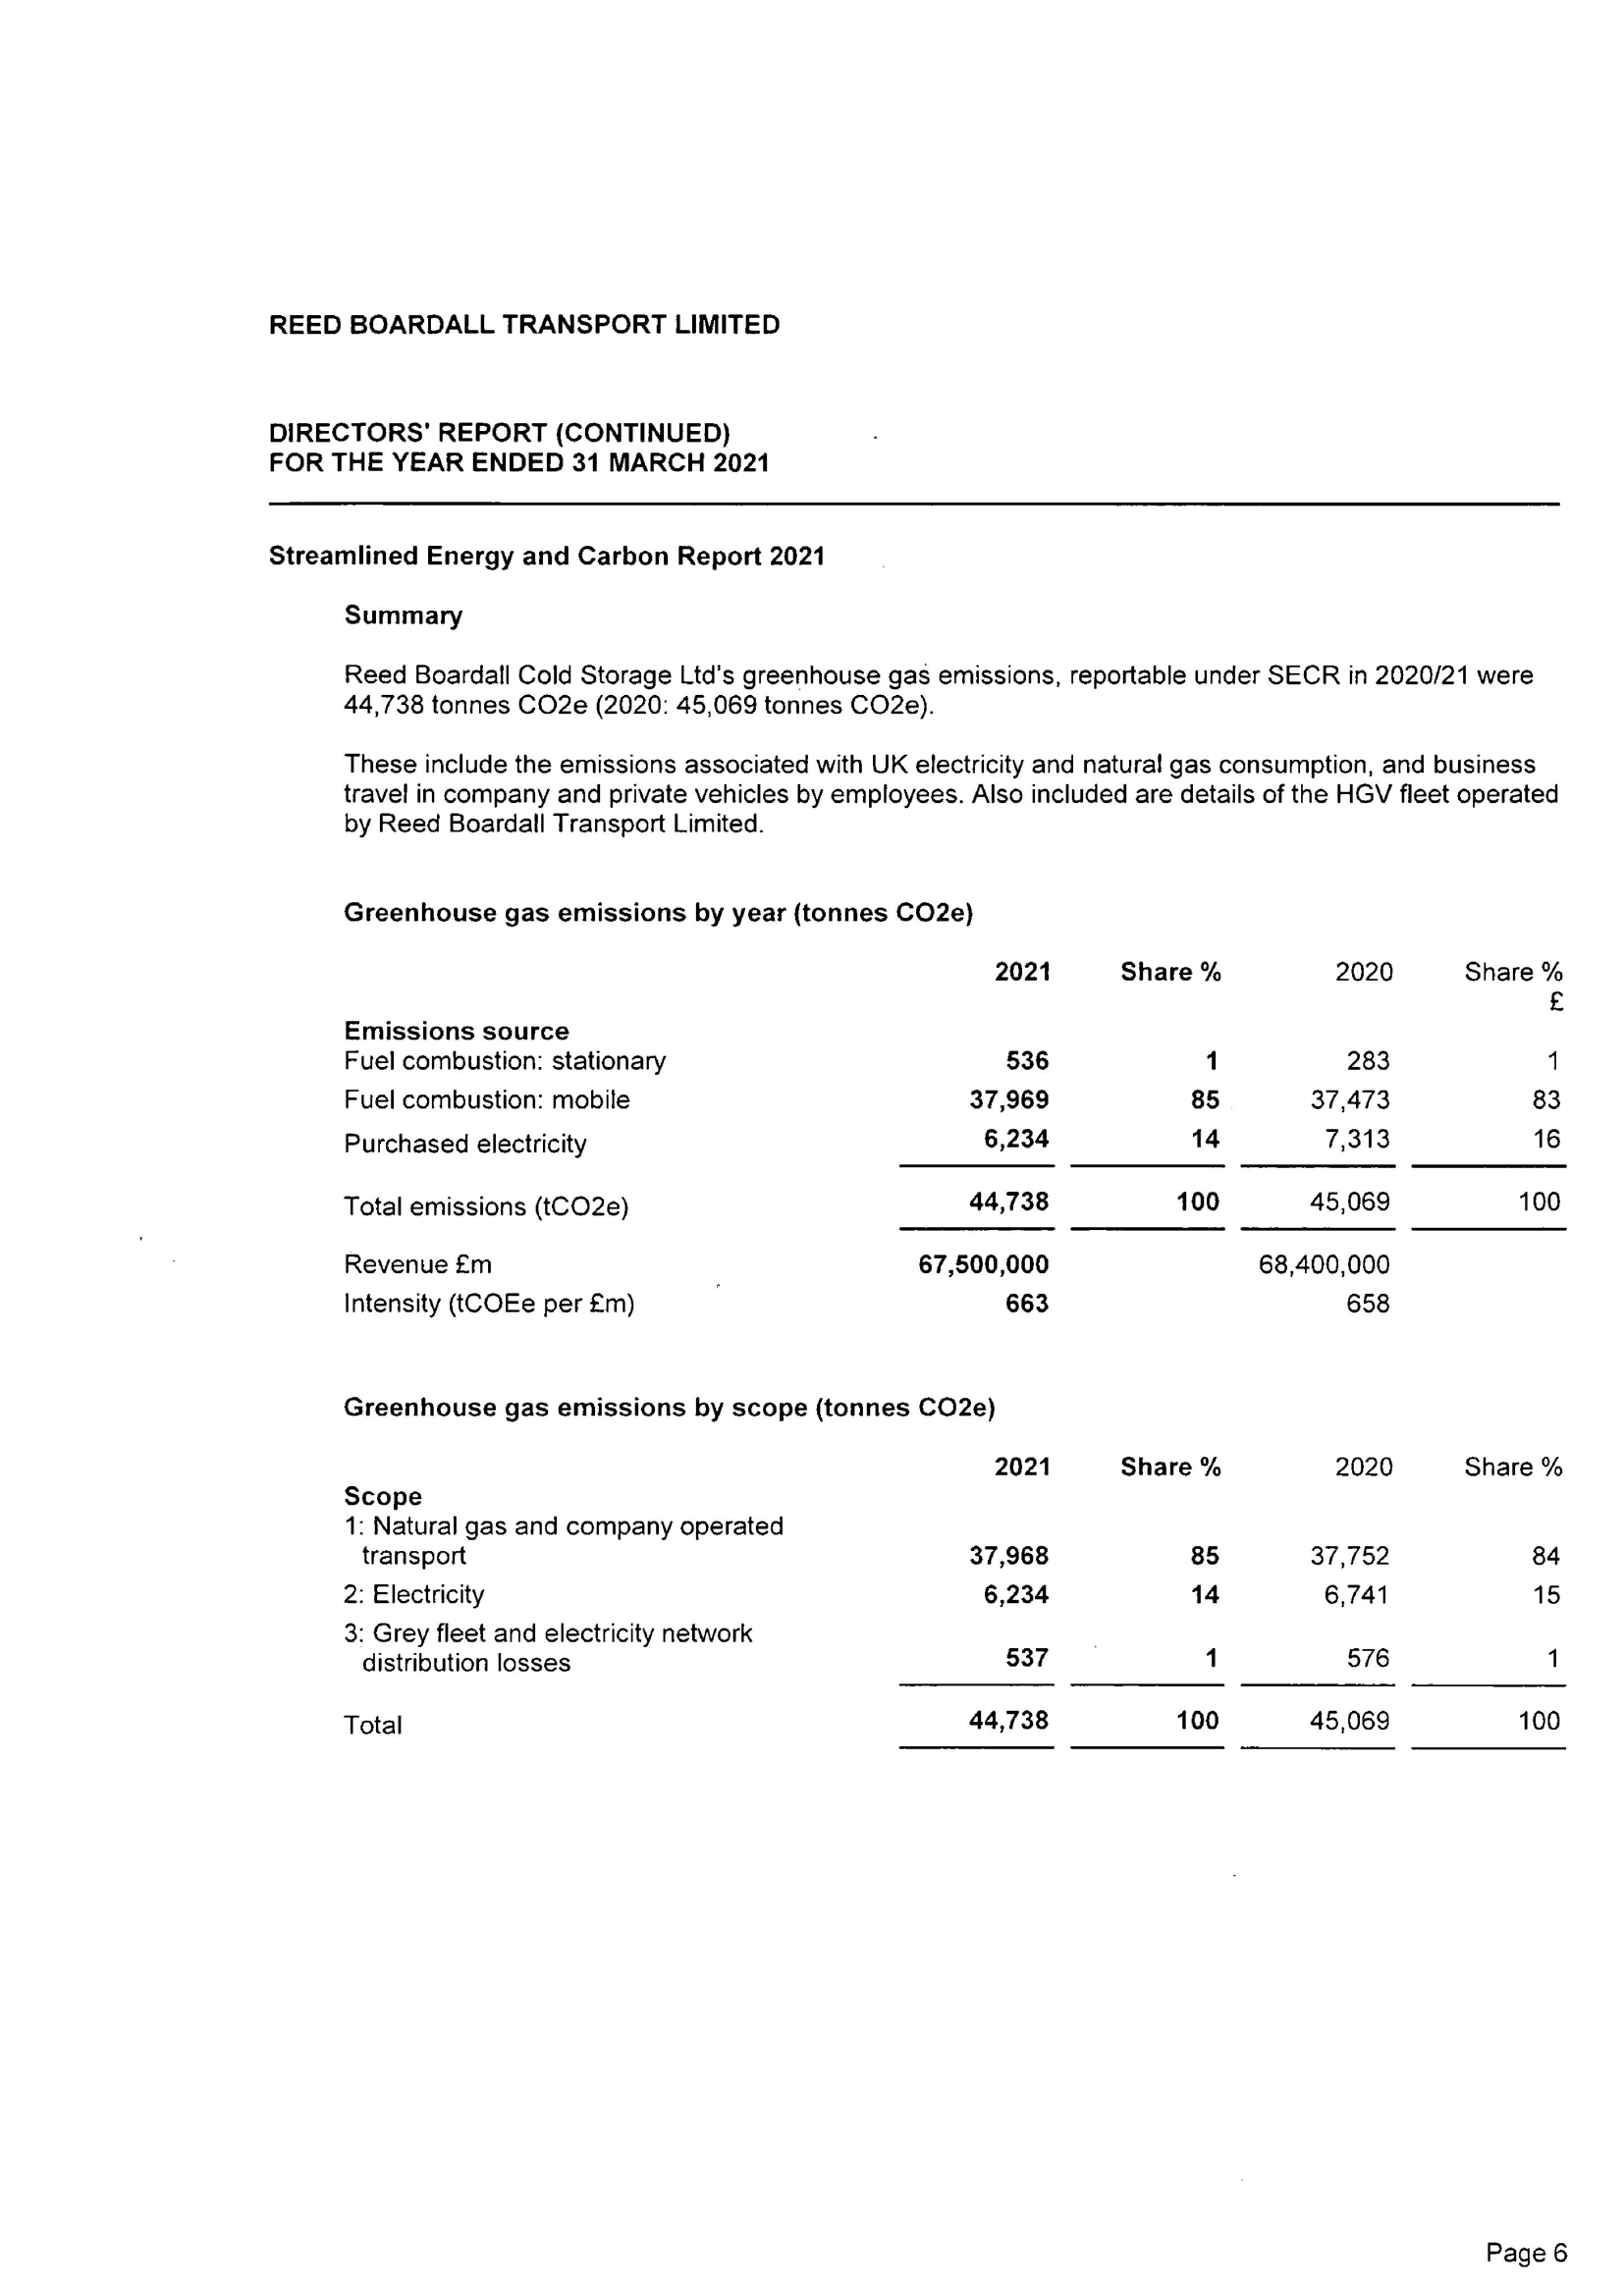 REED BOARDALL TRANSPORT LIMITED
DIRECTORS' REPORT (CONTINUED)
FOR THE YEAR ENDED 31 MARCH 2021
Streamlined Energy and Carbon Report 2021
Summary
Reed Boardall Cold Storage Ltd's greenhouse gas emissions, reportable under SECR in 2020/21 were
44,738 tonnes CO2e (2020: 45,069 tonnes CO2e).
These include the emissions associated with UK electricity and natural gas consumption, and business
travel in company and private vehicles by employees. Also included are details of the HGV fleet operated
by Reed Boardall Transport Limited.
Greenhouse gas emissions by year (tonnes CO2e)
2021 Share % 2020 Share %
£
Emissions source
Fuel combustion: stationary 536 1 283 1
Fuel combustion: mobile 37,969 85 37,473 83
Purchased electricity 6,234 14 7,313 16
Total emissions (tCO2e) 44,738 100 45,069 100
Revenue £m 67,500,000 68,400,000
Intensity (tCOEe per £m) 663 658
Greenhouse gas emissions by scope (tonnes CO2e)
2021 Share % 2020 Share %
Scope
1: Natural gas and company operated
transport 37,968 85 37,752 84
2: Electricity 6,234 14 6,741 15
3: Grey fleet and electricity network
distribution losses 537 1 576 1
Total 44,738 100 45,069 100
Page 6